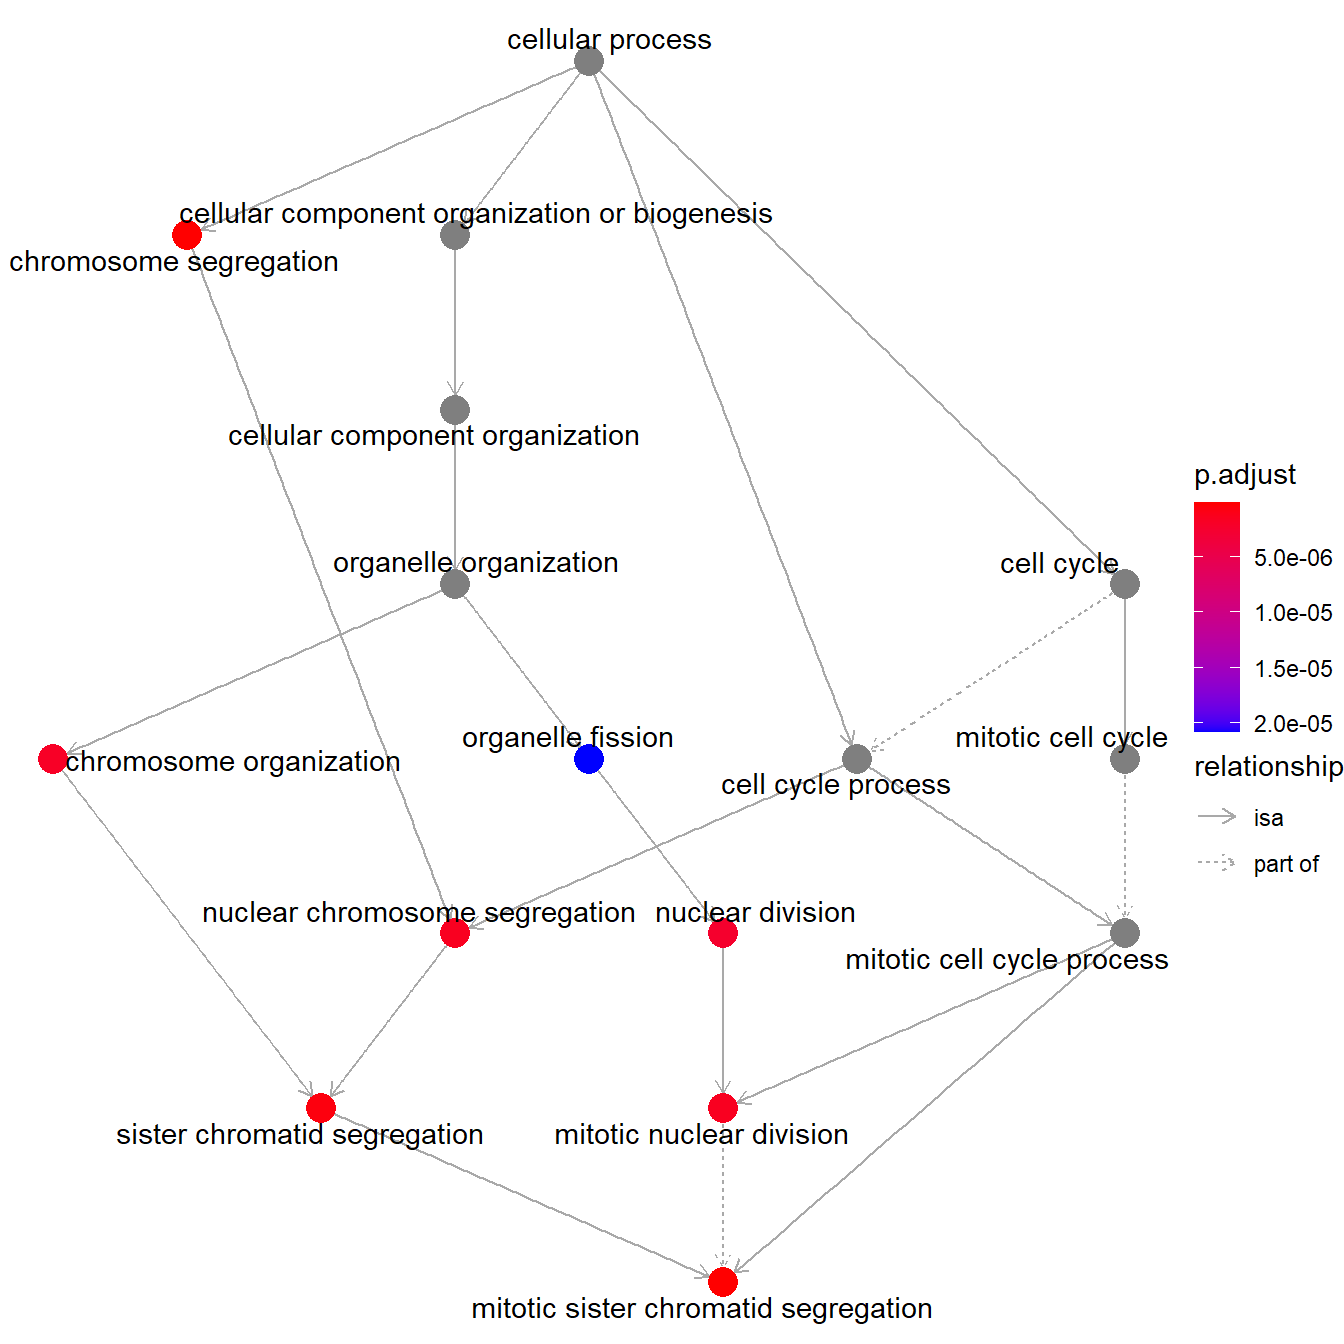 cellular process
cellular component organization or biogenesis
chromosome segregation
cellular component organization
p.adjust
5.0e-06
organelle organization
cell cycle
1.0e-05
1.5e-05
2.0e-05
organelle fission
mitotic cell cycle
chromosome organization
relationship
cell cycle process
isa
part of
nuclear chromosome segregation
nuclear division
mitotic cell cycle process
sister chromatid segregation
mitotic nuclear division
mitotic sister chromatid segregation